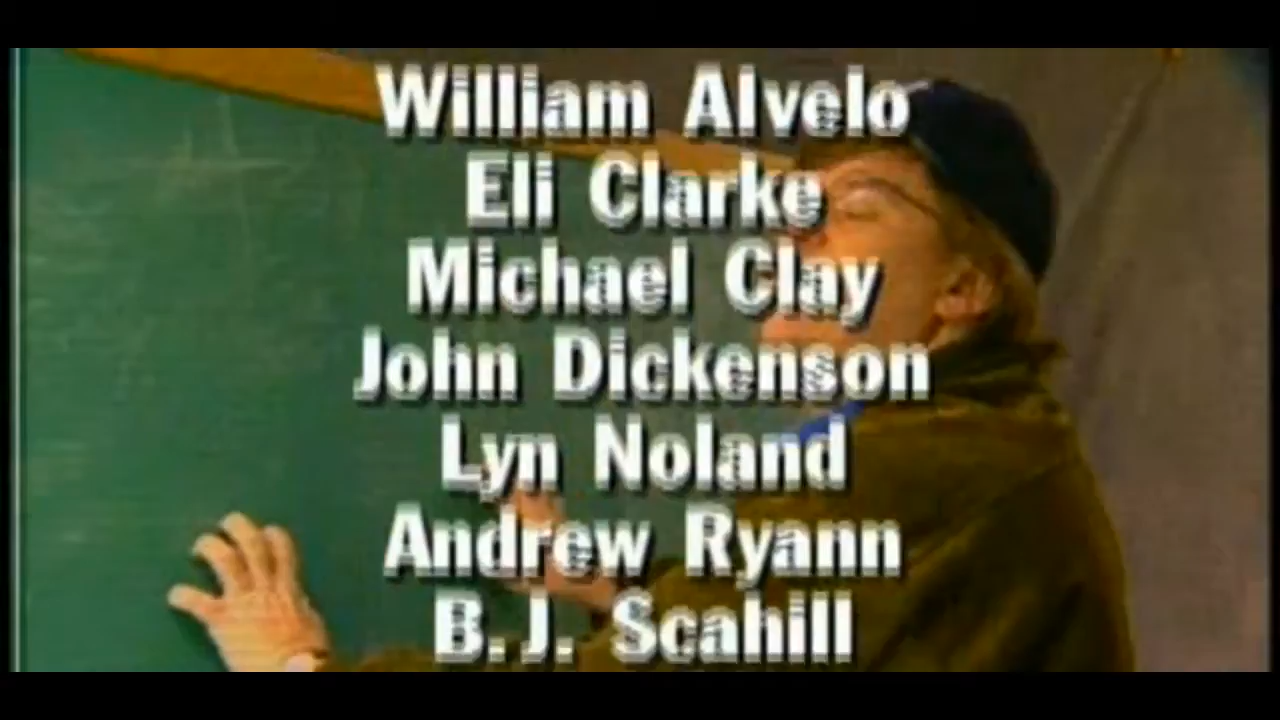 William Alvelo
Eli Clarke
Michael Clay
John Dickenson
Lyn Noland
Andrew Ryann
B.J. Scahill